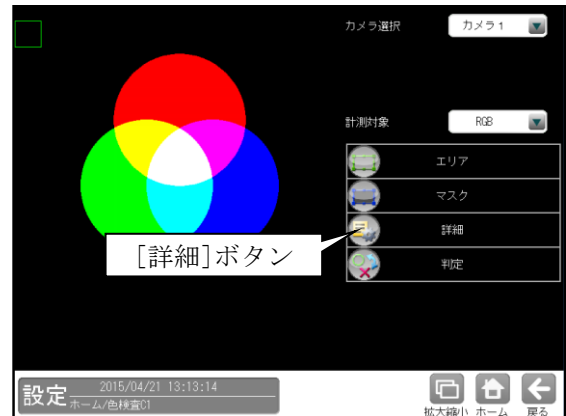 カメラ選択
カメラ1
計測対象
RGB
エリア
マスク
詳細
判定
[詳細]ボタン
設定
2015/04/21 13:13:14
ホーム/色検査01
拡大縮小
ホーム
戻る